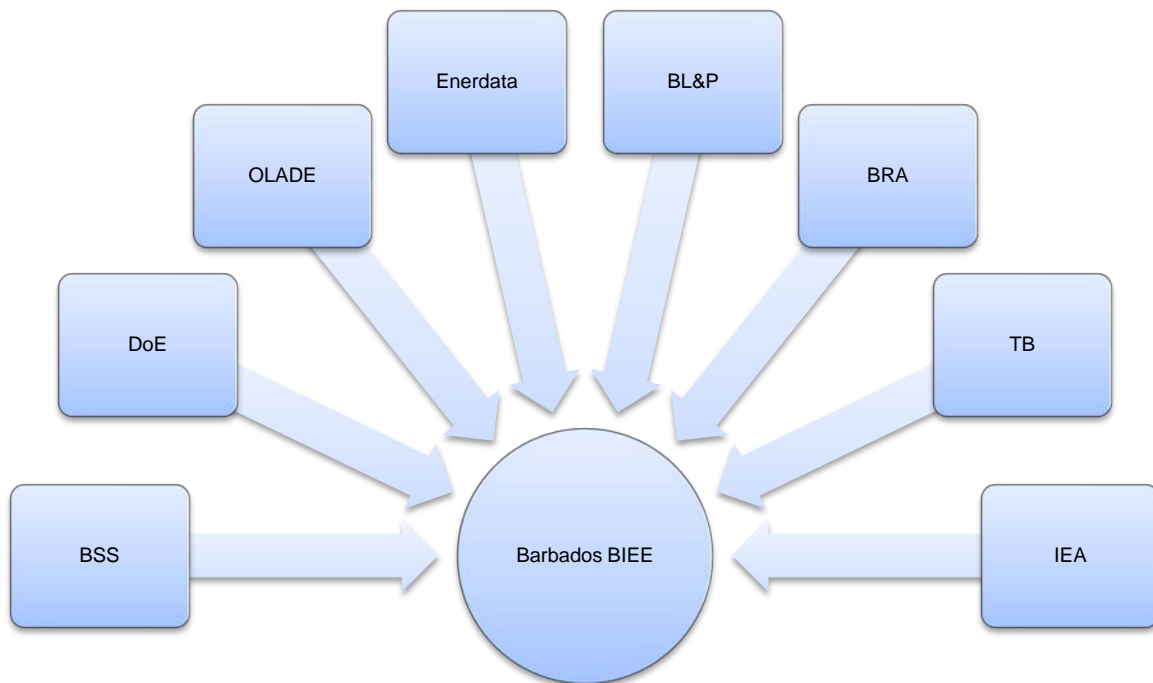 Enerdata
BL&P
OLADE
BRA
DoE
TB
BSS
Barbados BIEE
IEA